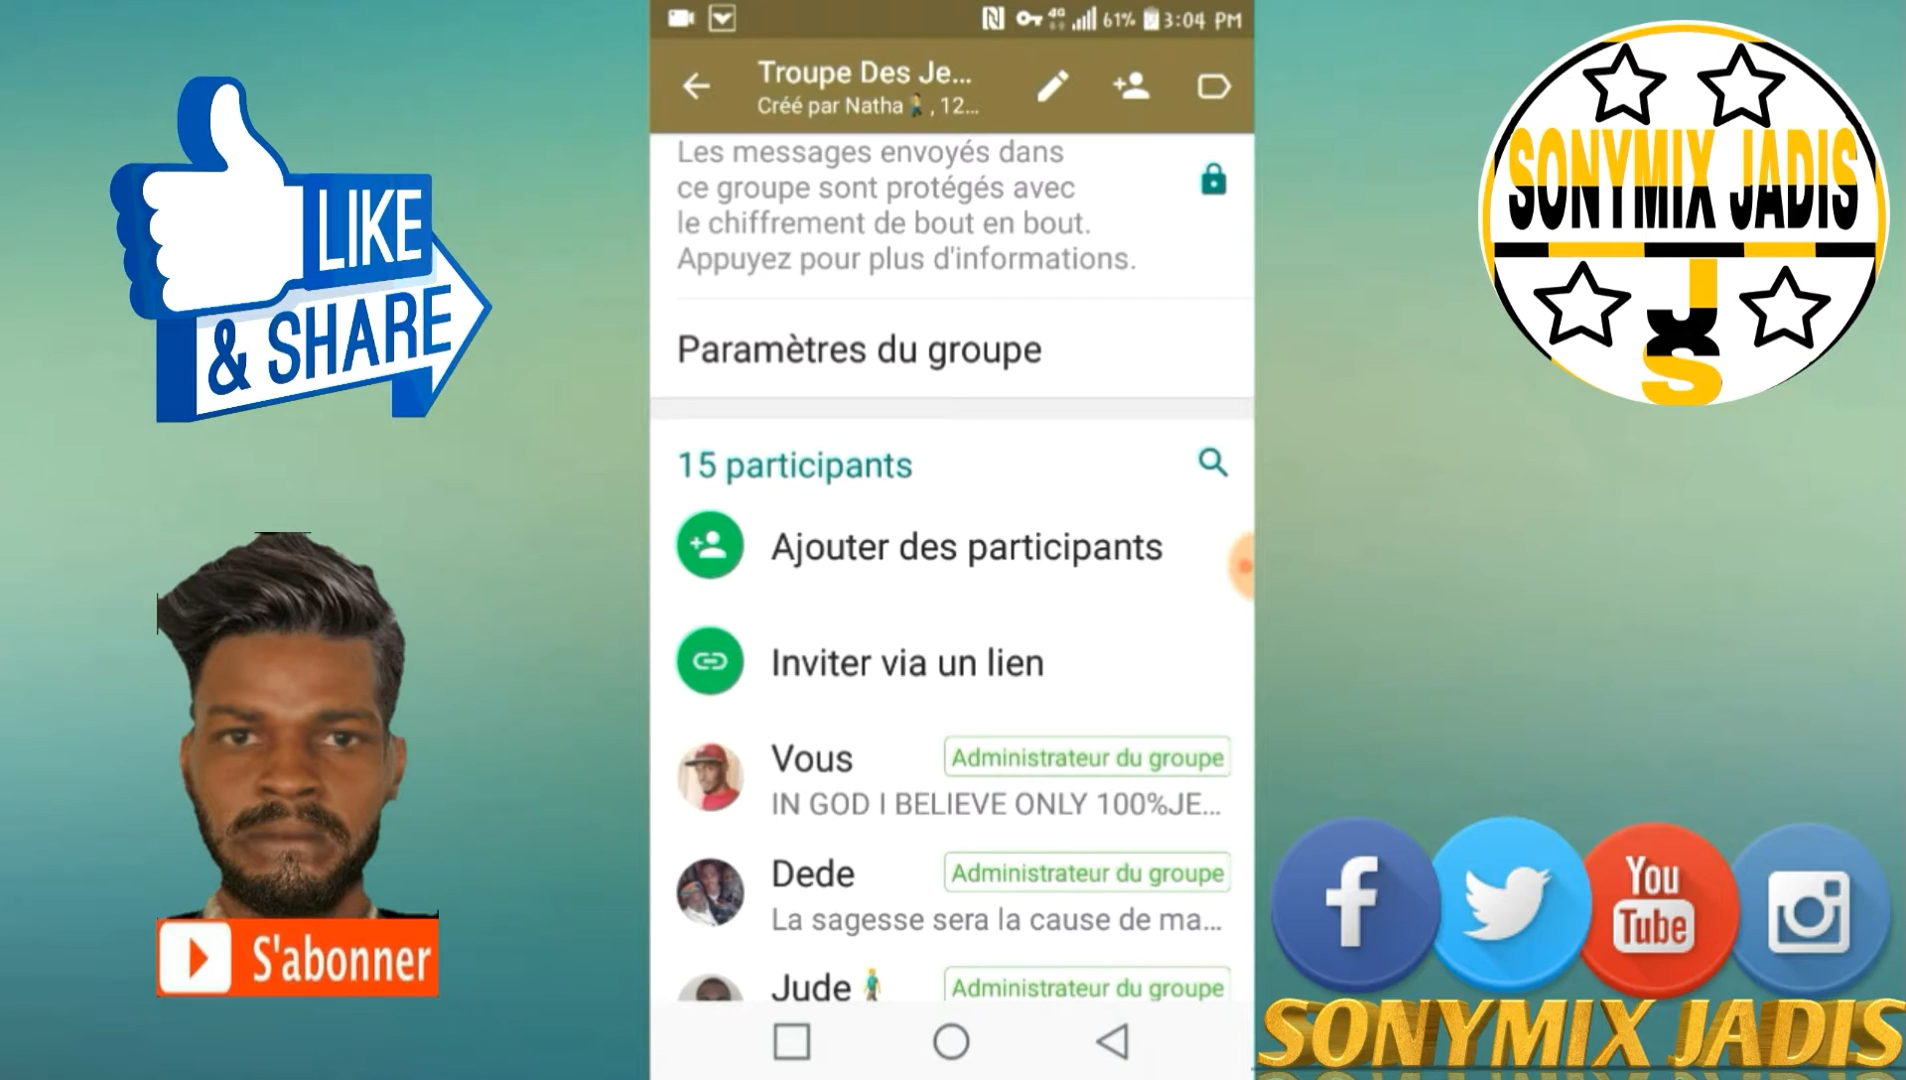 LIKE
& SHARE
S'abonner
61% 3:04 PM
4G
Troupe Des Je...
Créé par Natha🚶, 12...
Les messages envoyés dans
ce groupe sont protégés avec
le chiffrement de bout en bout.
Appuyez pour plus d'informations.
Paramètres du groupe
15 participants
Ajouter des participants
Inviter via un lien
Vous
Administrateur du groupe
IN GOD I BELIEVE ONLY 100%JE...
Dede
Administrateur du groupe
La sagesse sera la cause de ma...
Jude🚶‍♂️
Administrateur du groupe
SONYMIX JADIS
JS
f
You
Tube
SONYMIX JADIS